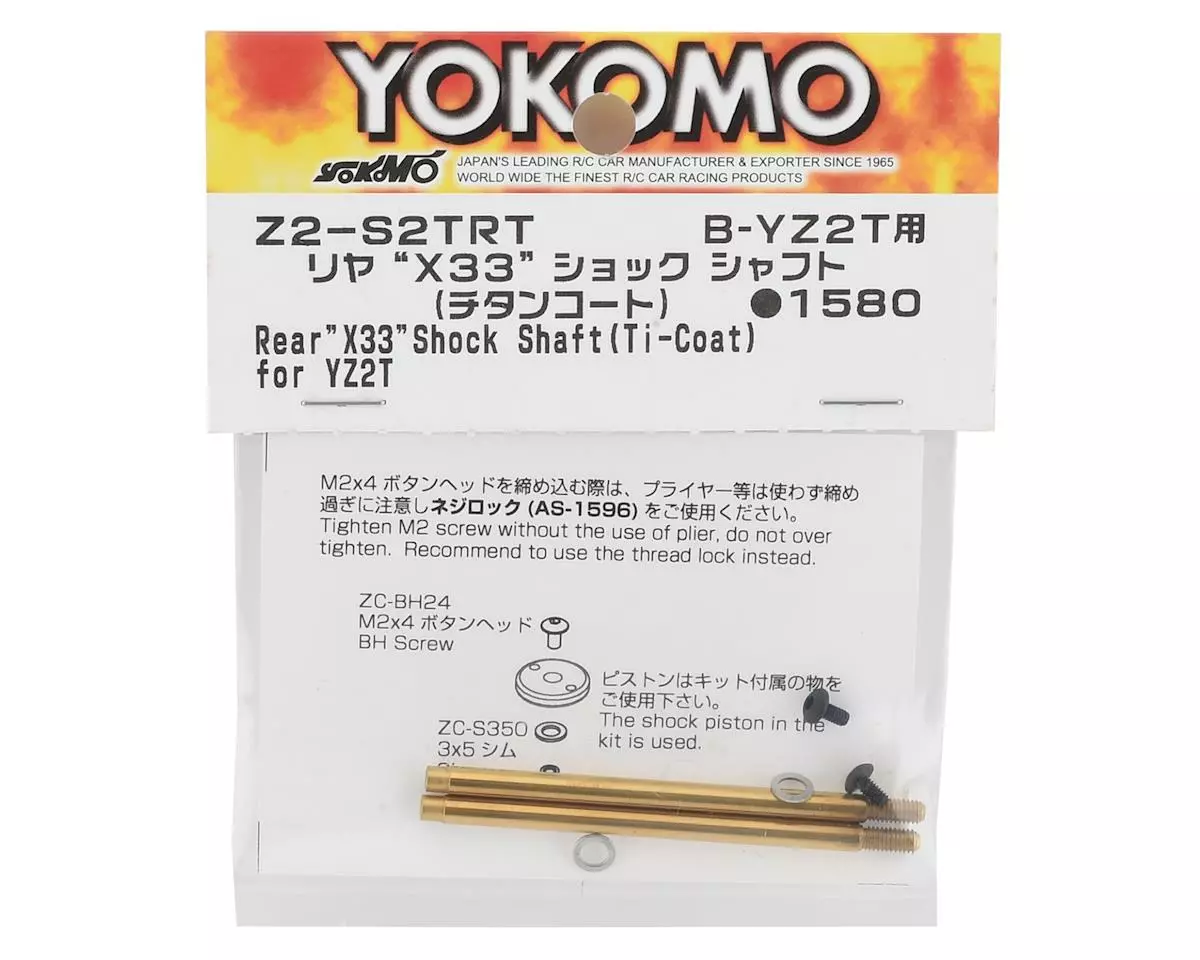 YOKOMO
YOKOMO JAPAN'S LEADING R/C CAR MANUFACTURER & EXPORTER SINCE 1965
WORLD WIDE THE FINEST R/C CAR RACING PRODUCTS
Z2-S2TRT B-YZ2T用
リヤ “X33” ショック シャフト
(チタンコート) ●1580
Rear”X33”Shock Shaft(Ti-Coat)
for YZ2T
M2x4 ボタンヘッドを締め込む際は、プライヤー等は使わず締め
過ぎに注意しネジロック (AS-1596) をご使用ください。
Tighten M2 screw without the use of plier, do not over
tighten. Recommend to use the thread lock instead.
ZC-BH24
M2x4 ボタンヘッド
BH Screw
ピストンはキット付属の物を
ご使用下さい。
The shock piston in the
kit is used.
ZC-S350
3x5 シム